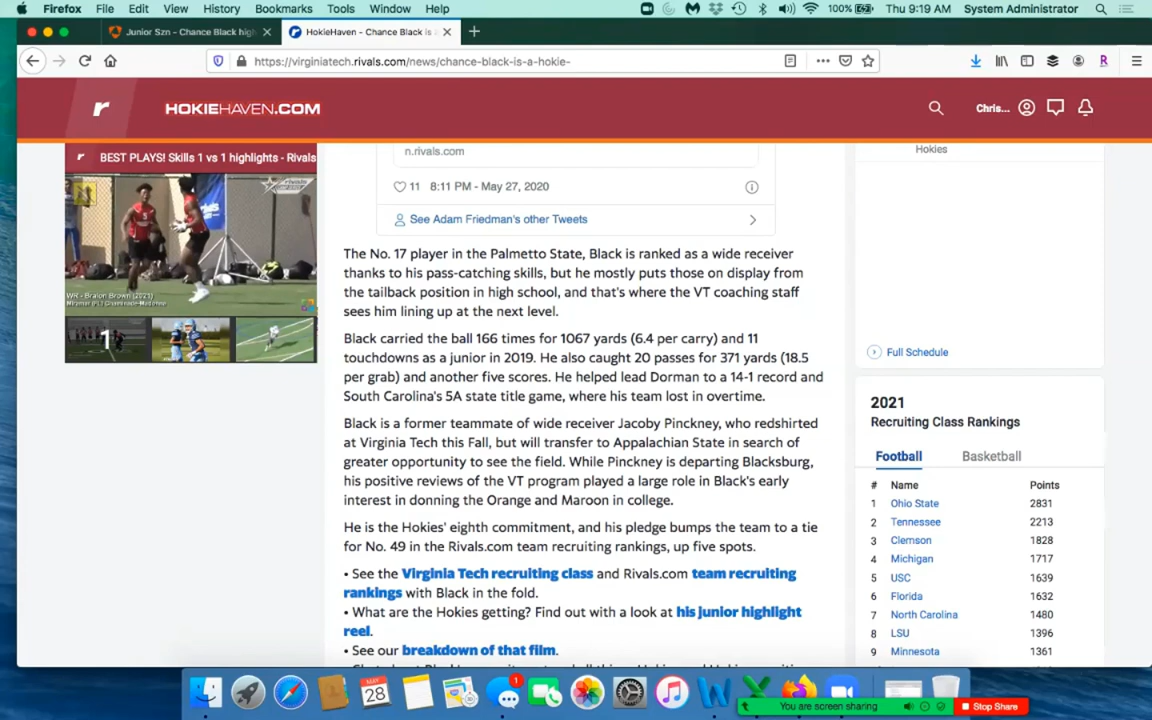 Firefox File Edit View History Bookmarks Tools Window Help 100% Thu 9:19 AM System Administrator
Junior Szn - Chance Black high
HokieHaven - Chance Black is a
https://virginiatech.rivals.com/news/chance-black-is-a-hokie-
r HOKIEHAVEN.COM Chris...
r BEST PLAYS! Skills 1 vs 1 highlights - Rivals
WR - Braion Brown (2021)
1
n.rivals.com
11 8:11 PM - May 27, 2020
See Adam Friedman's other Tweets
The No. 17 player in the Palmetto State, Black is ranked as a wide receiver
thanks to his pass-catching skills, but he mostly puts those on display from
the tailback position in high school, and that's where the VT coaching staff
sees him lining up at the next level.
Black carried the ball 166 times for 1067 yards (6.4 per carry) and 11
touchdowns as a junior in 2019. He also caught 20 passes for 371 yards (18.5
per grab) and another five scores. He helped lead Dorman to a 14-1 record and
South Carolina's 5A state title game, where his team lost in overtime.
Black is a former teammate of wide receiver Jacoby Pinckney, who redshirted
at Virginia Tech this Fall, but will transfer to Appalachian State in search of
greater opportunity to see the field. While Pinckney is departing Blacksburg,
his positive reviews of the VT program played a large role in Black's early
interest in donning the Orange and Maroon in college.
He is the Hokies' eighth commitment, and his pledge bumps the team to a tie
for No. 49 in the Rivals.com team recruiting rankings, up five spots.
• See the Virginia Tech recruiting class and Rivals.com team recruiting
rankings with Black in the fold.
• What are the Hokies getting? Find out with a look at his junior highlight
reel.
• See our breakdown of that film.
Hokies
Full Schedule
2021
Recruiting Class Rankings
Football Basketball
# Name Points
1 Ohio State 2831
2 Tennessee 2213
3 Clemson 1828
4 Michigan 1717
5 USC 1639
6 Florida 1632
7 North Carolina 1480
8 LSU 1396
9 Minnesota 1361
MAY
28
1
You are screen sharing Stop Share